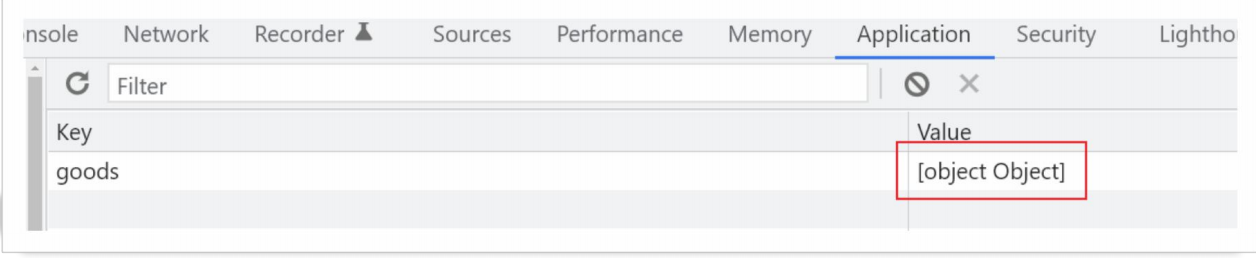 nsole Network Recorder Sources Performance Memory Application Security Lightho
Filter
Key Value
goods [object Object]